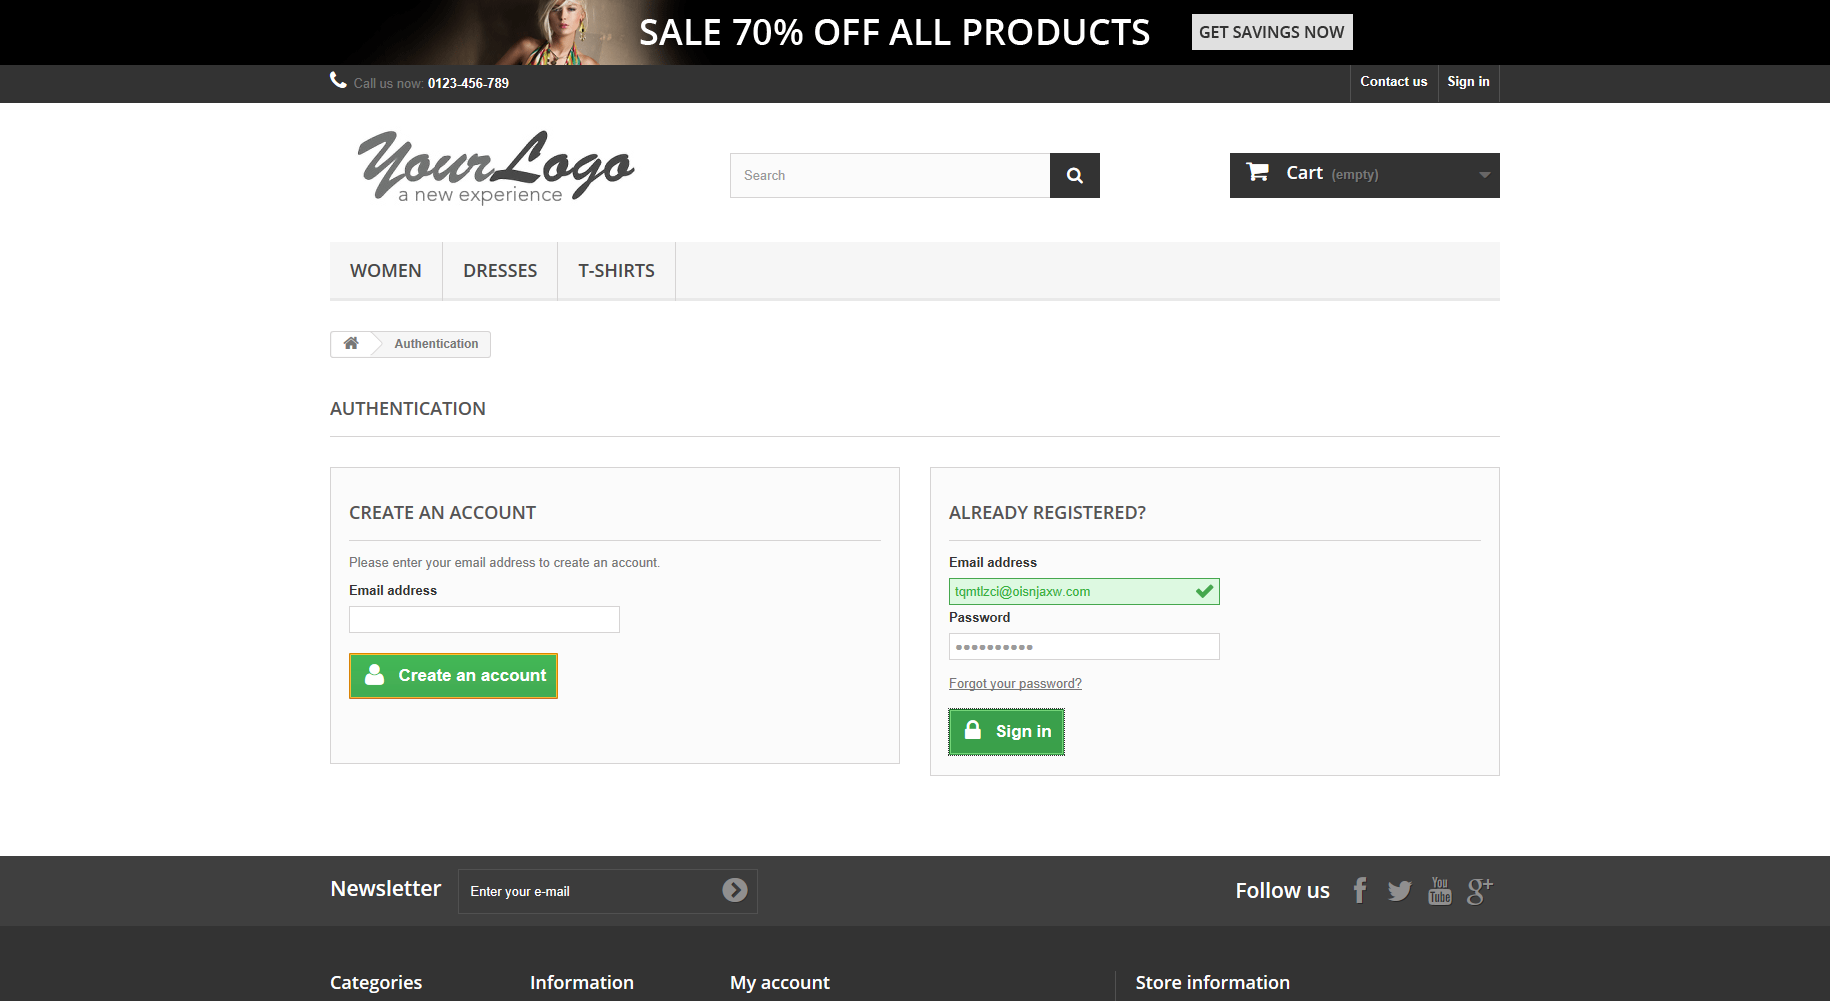 SALE 70% OFF ALL PRODUCTS GET SAVINGS NOW
Call us now: 0123-456-789 Contact us Sign in
Your Logo
a new experience
Search
Cart (empty)
WOMEN DRESSES T-SHIRTS
Authentication
AUTHENTICATION
CREATE AN ACCOUNT
Please enter your email address to create an account.
Email address
Create an account
ALREADY REGISTERED?
Email address
tqmtlzci@oisnjaxw.com
Password
Forgot your password?
Sign in
Newsletter Enter your e-mail Follow us You Tube g+
Categories Information My account Store information